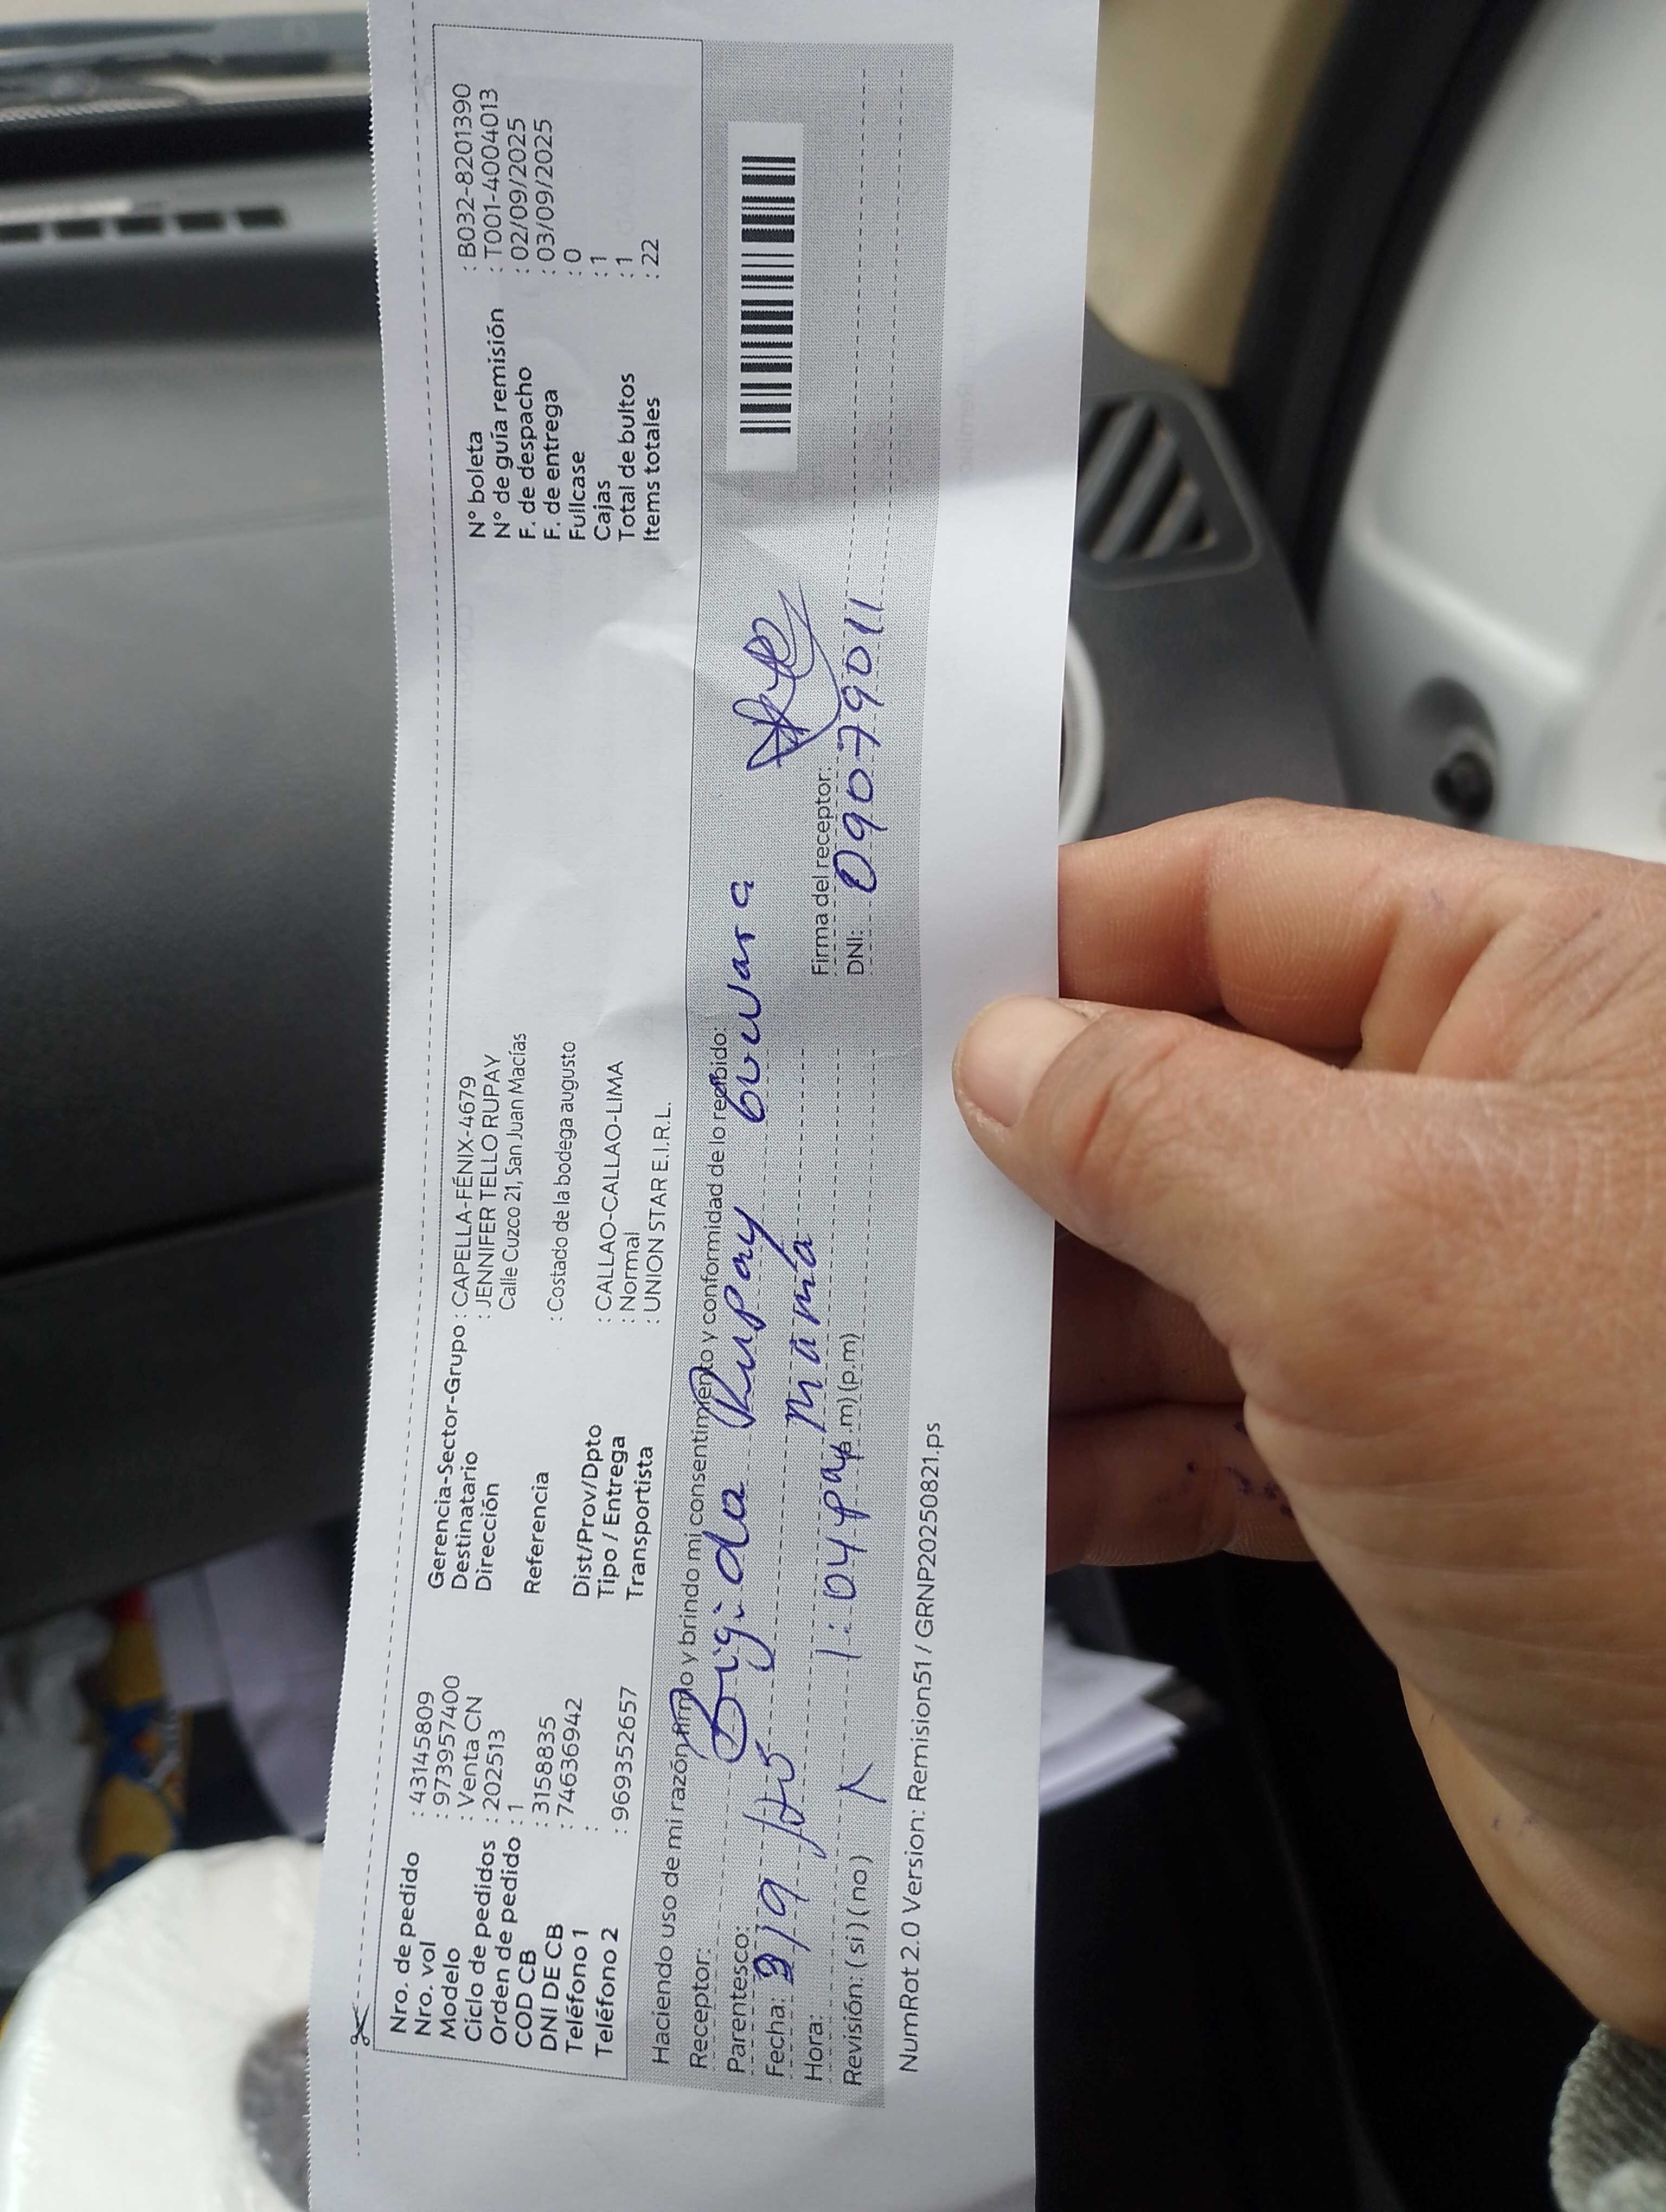 Nro. de pedido : 43145809
Nro. vol : 973957400
Modelo : Venta CN
Ciclo de pedidos : 202513
Orden de pedido : 1
COD CB : 3158835
DNI DE CB : 74636942
Teléfono 1 :
Teléfono 2 : 969352657
Gerencia-Sector-Grupo : CAPELLA-FÉNIX-4679
Destinatario : JENNIFER TELLO RUPAY
Dirección Calle Cuzco 21, San Juan Macías
Referencia : Costado de la bodega augusto
Dist/Prov/Dpto : CALLAO-CALLAO-LIMA
Tipo / Entrega : Normal
Transportista : UNION STAR E.I.R.L.
N° boleta : B032-8201390
N° de guía remisión : T001-4004013
F. de despacho : 02/09/2025
F. de entrega : 03/09/2025
Fullcase : 0
Cajas : 1
Total de bultos : 1
Items totales : 22
Haciendo uso de mi razón firmo y brindo mi consentimiento y conformidad de lo recibido:
Receptor: Brigida Rupay
Parentesco: mamá
Fecha: 3/9/25
Hora: 1:04 pm (a.m) (p.m)
Revisión: (si) (no)
Firma del receptor:
DNI: 09079011
NumRot 2.0 Version: Remision51 / GRNP20250821.ps